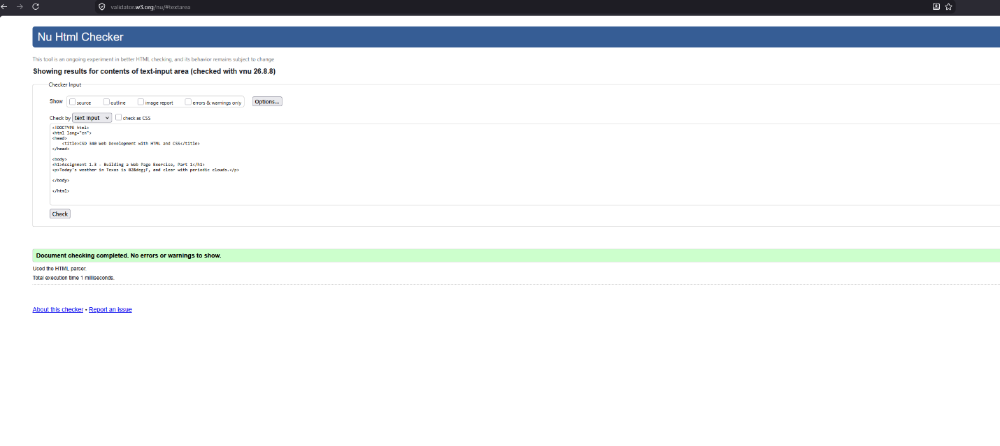 validator.w3.org/nu/#textarea
Nu Html Checker
This tool is an ongoing experiment in better HTML checking, and its behavior remains subject to change
Showing results for contents of text-input area (checked with vnu 26.8.8)
Checker Input
Show source outline image report errors & warnings only Options...
Check by text input check as CSS
<!DOCTYPE html>
<html lang="en">
<head>
    <title>CSD 340 Web Development with HTML and CSS</title>
</head>
<body>
<h1>Assignment 1.3 - Building a Web Page Exercise, Part 1</h1>
<p>Today's weather in Texas is 82&deg;F, and clear with periodic clouds.</p>
</body>
</html>
Check
Document checking completed. No errors or warnings to show.
Used the HTML parser.
Total execution time 1 milliseconds.
About this checker • Report an issue